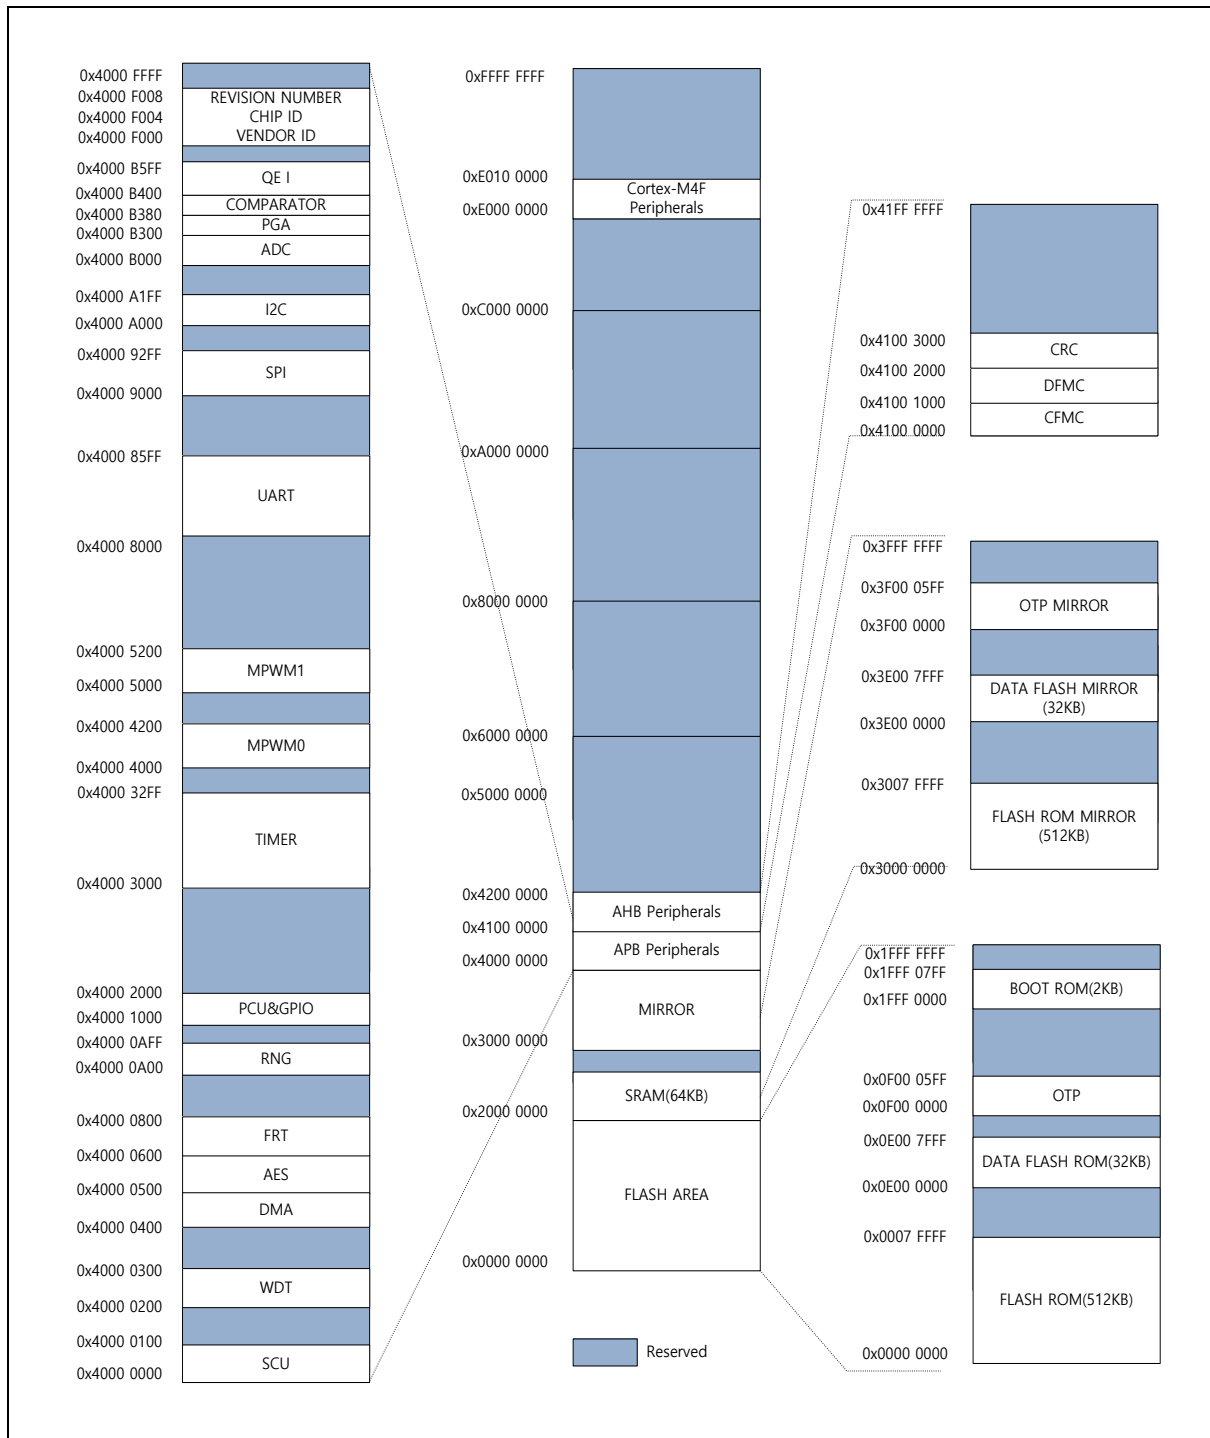 0x4000 FFFF
0x4000 F008
REVISION NUMBER
0x4000 F004
CHIP ID
0x4000 F000
VENDOR ID
0x4000 B5FF
QE I
0x4000 B400
COMPARATOR
0x4000 B380
PGA
0x4000 B300
ADC
0x4000 B000
0x4000 A1FF
I2C
0x4000 A000
0x4000 92FF
SPI
0x4000 9000
0x4000 85FF
UART
0x4000 8000
0x4000 5200
MPWM1
0x4000 5000
0x4000 4200
MPWM0
0x4000 4000
0x4000 32FF
TIMER
0x4000 3000
0x4000 2000
PCU&GPIO
0x4000 1000
0x4000 0AFF
RNG
0x4000 0A00
0x4000 0800
FRT
0x4000 0600
AES
0x4000 0500
DMA
0x4000 0400
0x4000 0300
WDT
0x4000 0200
0x4000 0100
SCU
0x4000 0000
0xFFFF FFFF
0xE010 0000
Cortex-M4F
Peripherals
0xE000 0000
0xC000 0000
0xA000 0000
0x8000 0000
0x6000 0000
0x5000 0000
0x4200 0000
AHB Peripherals
0x4100 0000
APB Peripherals
0x4000 0000
MIRROR
0x3000 0000
SRAM(64KB)
0x2000 0000
FLASH AREA
0x0000 0000
Reserved
0x41FF FFFF
0x4100 3000
CRC
0x4100 2000
DFMC
0x4100 1000
CFMC
0x4100 0000
0x3FFF FFFF
0x3F00 05FF
OTP MIRROR
0x3F00 0000
0x3E00 7FFF
DATA FLASH MIRROR
(32KB)
0x3E00 0000
0x3007 FFFF
FLASH ROM MIRROR
(512KB)
0x3000 0000
0x1FFF FFFF
0x1FFF 07FF
BOOT ROM(2KB)
0x1FFF 0000
0x0F00 05FF
OTP
0x0F00 0000
0x0E00 7FFF
DATA FLASH ROM(32KB)
0x0E00 0000
0x0007 FFFF
FLASH ROM(512KB)
0x0000 0000